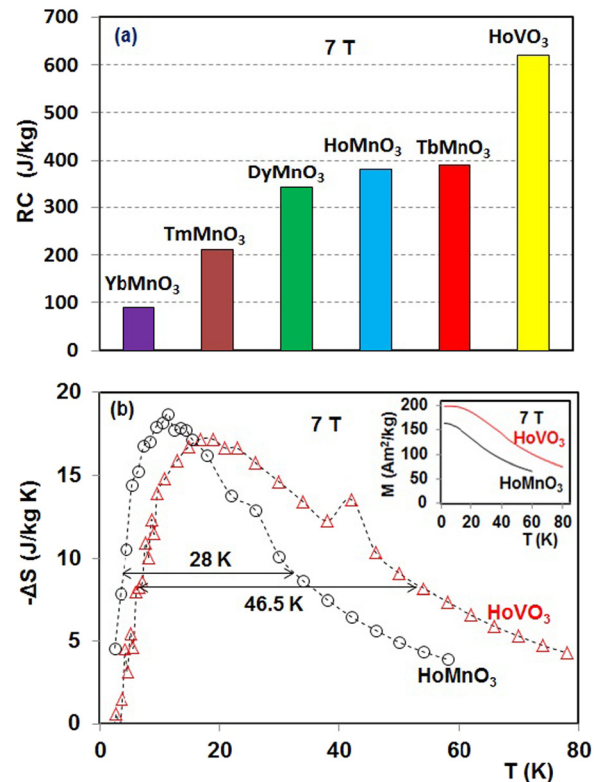 (a)
7 T
HoVO₃
700
600
500
400
300
200
100
0
RC (J/kg)
YbMnO₃
TmMnO₃
DyMnO₃
HoMnO₃
TbMnO₃
(b)
7 T
20
15
10
5
0
-ΔS (J/kg K)
28 K
46.5 K
HoVO₃
HoMnO₃
0 20 40 60 80
T (K)
200
150
100
50
0
M (Am²/kg)
7 T
HoVO₃
HoMnO₃
0 20 40 60 80
T (K)